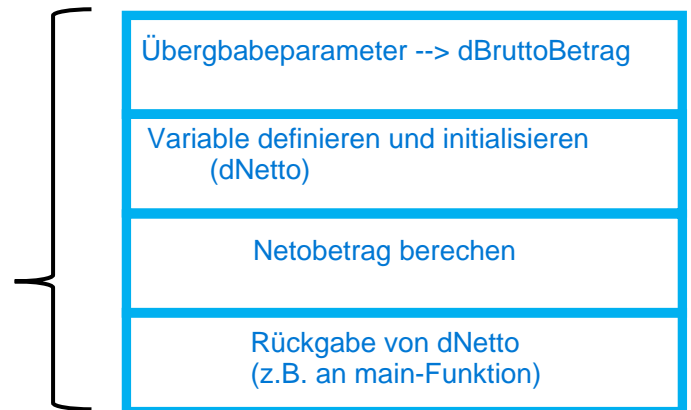 Übergbabeparameter --> dBruttoBetrag
Variable definieren und initialisieren
(dNetto)
Netobetrag berechen
Rückgabe von dNetto
(z.B. an main-Funktion)